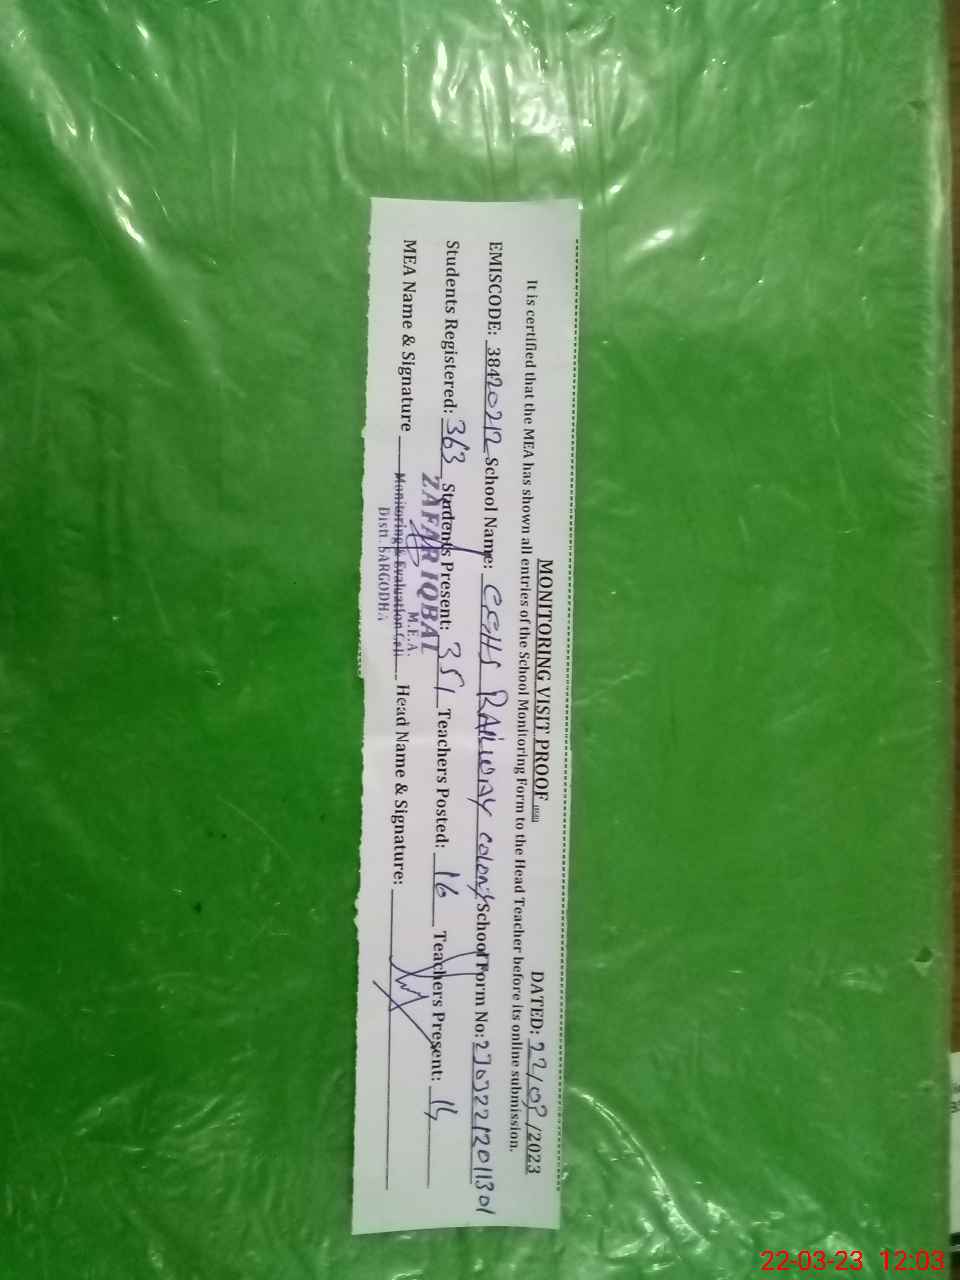 MONITORING VISIT PROOF
DATED: 22/03/2023
It is certified that the MEA has shown all entries of the School Monitoring Form to the Head Teacher before its online submission.
EMISCODE: 38420212 School Name: GGHS RAILWAY COLONY School Form No:
Students Registered: 363 Students Present: 351 Teachers Posted: 16 Teachers Present: 14
MEA Name & Signature Head Name & Signature:
ZAFAR IQBAL
M.E.A.
Monitoring & Evaluation Cell
Distt. SARGODHA
22-03-23 12:03